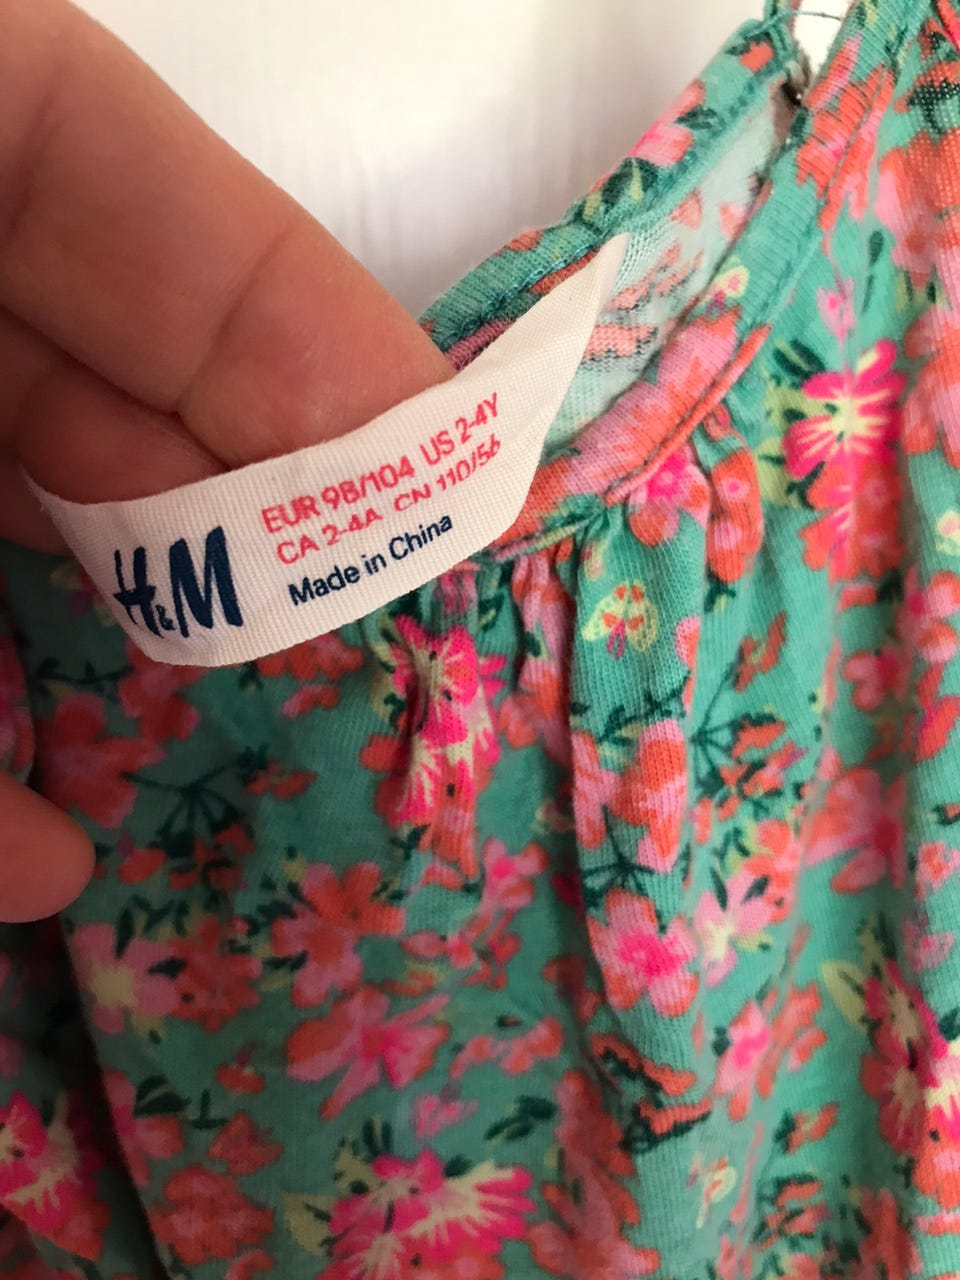 H&M
EUR 98/104 US 2-4Y
CA 2-4A CN 110/56
Made in China